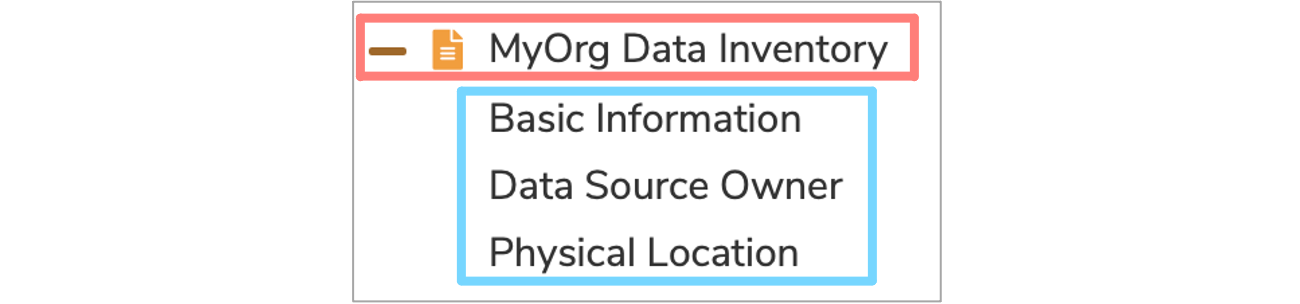 MyOrg Data Inventory
Basic Information
Data Source Owner
Physical Location